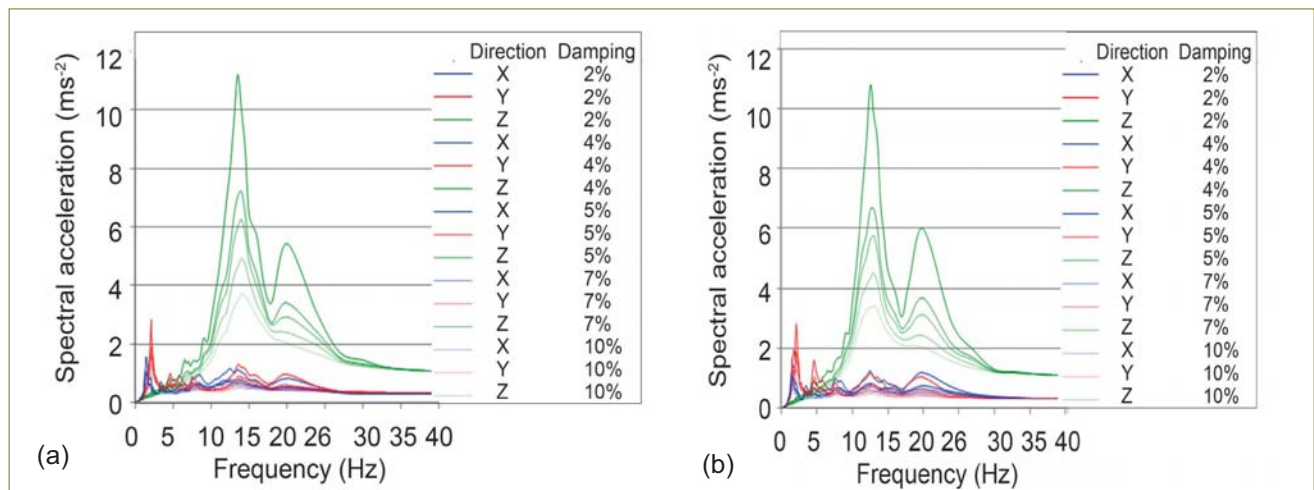 Spectral acceleration (ms-2)
12
10
8
6
4
2
0
0 5 10 15 20 26 30 35 40
Frequency (Hz)
(a)
Direction Damping
X 2%
Y 2%
Z 2%
X 4%
Y 4%
Z 4%
X 5%
Y 5%
Z 5%
X 7%
Y 7%
Z 7%
X 10%
Y 10%
Z 10%
Spectral acceleration (ms-2)
12
10
8
6
4
2
0
0 5 10 15 20 26 30 35 40
Frequency (Hz)
(b)
Direction Damping
X 2%
Y 2%
Z 2%
X 4%
Y 4%
Z 4%
X 5%
Y 5%
Z 5%
X 7%
Y 7%
Z 7%
X 10%
Y 10%
Z 10%